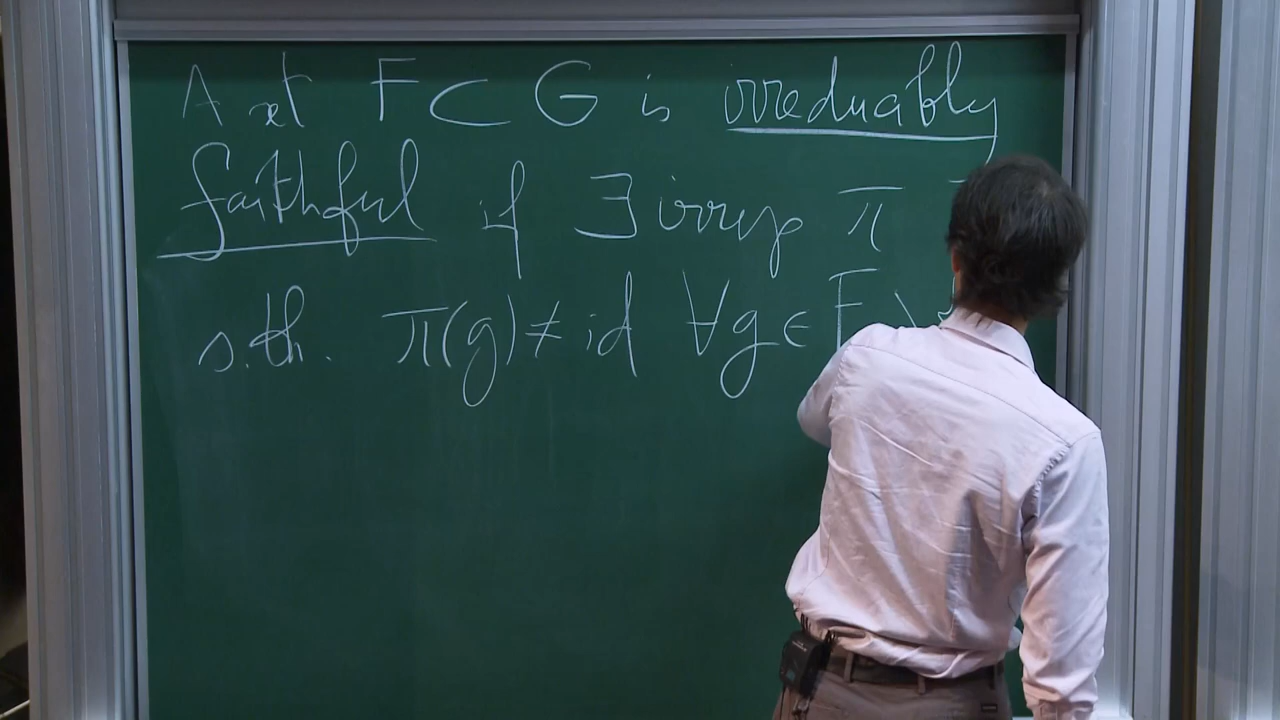 A set F ⊂ G is irreducibly
faithful if ∃ irrep π
s.th. π(g) ≠ id ∀g ∈ F \